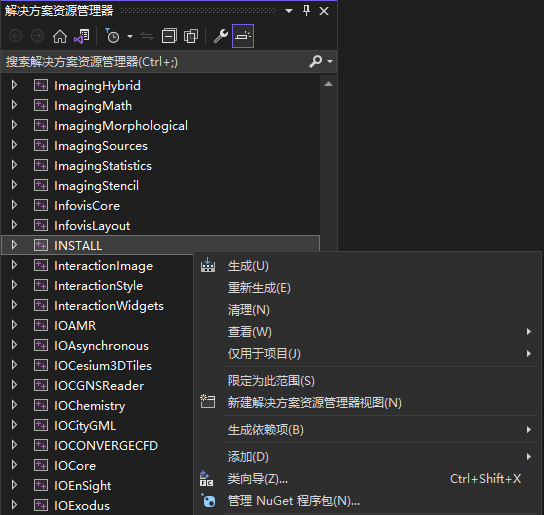 解决方案资源管理器
搜索解决方案资源管理器(Ctrl+;)
ImagingHybrid
ImagingMath
ImagingMorphological
ImagingSources
ImagingStatistics
ImagingStencil
InfovisCore
InfovisLayout
INSTALL
InteractionImage
InteractionStyle
InteractionWidgets
IOAMR
IOAsynchronous
IOCesium3DTiles
IOCGNSReader
IOChemistry
IOCityGML
IOCONVERGECFD
IOCore
IOEnSight
IOExodus
生成(U)
重新生成(E)
清理(N)
查看(W)
仅用于项目(J)
限定为此范围(S)
新建解决方案资源管理器视图(N)
生成依赖项(B)
添加(D)
类向导(Z)... Ctrl+Shift+X
管理 NuGet 程序包(N)...